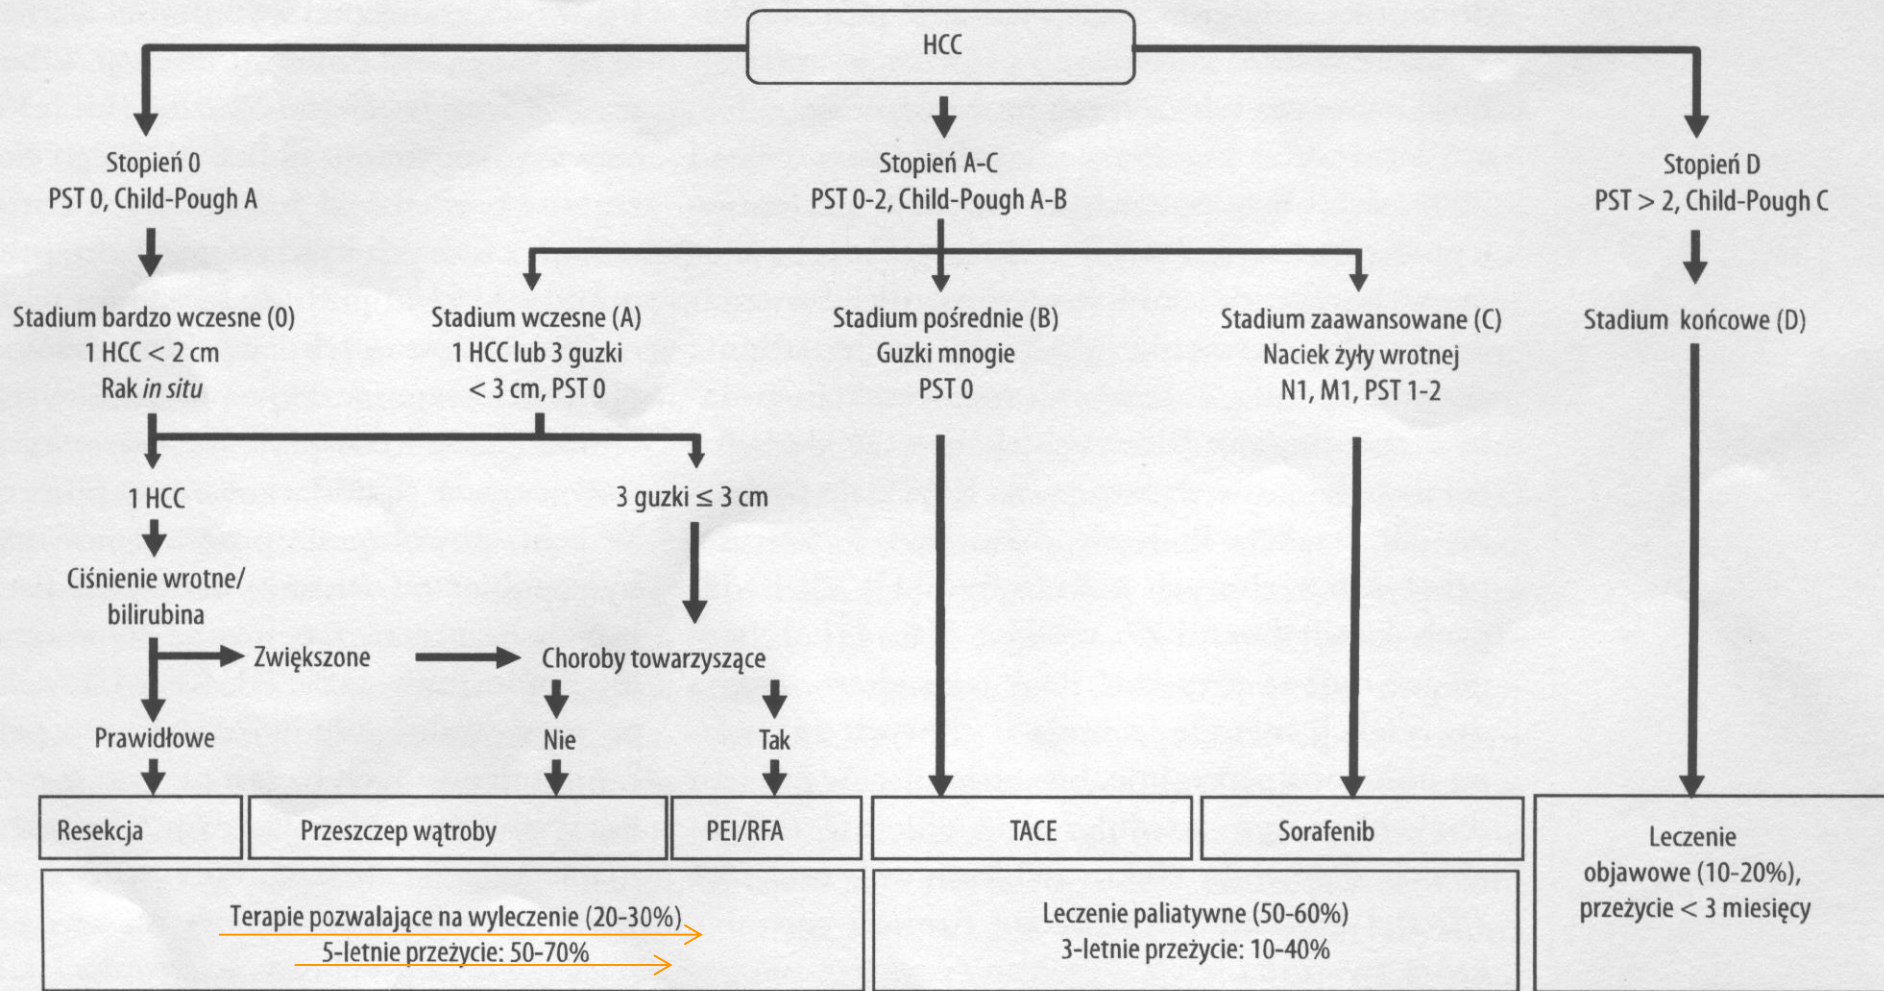 HCC
Stopień 0
PST 0, Child-Pough A
Stopień A-C
PST 0-2, Child-Pough A-B
Stopień D
PST > 2, Child-Pough C
Stadium bardzo wczesne (0)
1 HCC < 2 cm
Rak in situ
Stadium wczesne (A)
1 HCC lub 3 guzki
< 3 cm, PST 0
Stadium pośrednie (B)
Guzki mnogie
PST 0
Stadium zaawansowane (C)
Naciek żyły wrotnej
N1, M1, PST 1-2
Stadium końcowe (D)
1 HCC
3 guzki ≤ 3 cm
Ciśnienie wrotne/
bilirubina
Zwiększone
Choroby towarzyszące
Prawidłowe
Nie
Tak
Resekcja
Przeszczep wątroby
PEI/RFA
TACE
Sorafenib
Leczenie
objawowe (10-20%),
przeżycie < 3 miesięcy
Terapie pozwalające na wyleczenie (20-30%)
5-letnie przeżycie: 50-70%
Leczenie paliatywne (50-60%)
3-letnie przeżycie: 10-40%